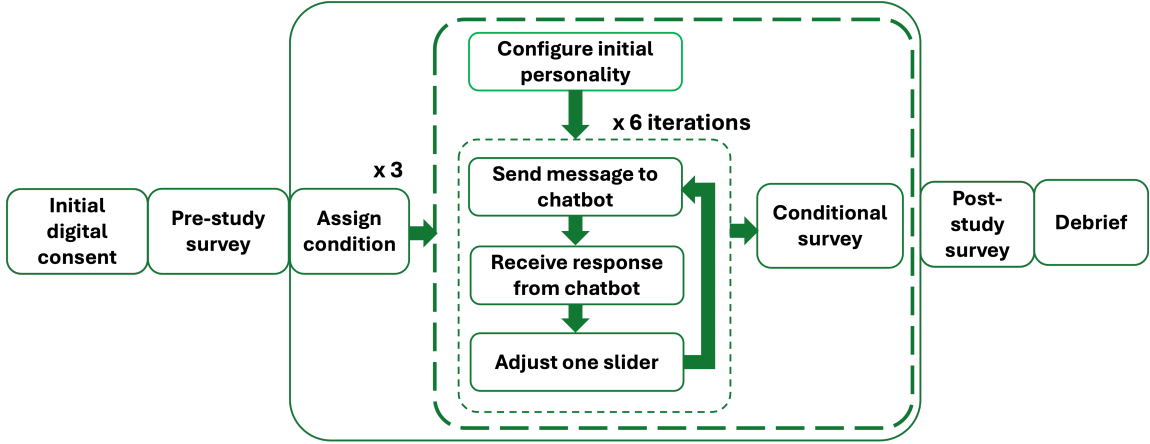 Initial
digital
consent
Pre-study
survey
x 3
Assign
condition
Configure initial
personality
x 6 iterations
Send message to
chatbot
Receive response
from chatbot
Adjust one slider
Conditional
survey
Post-
study
survey
Debrief